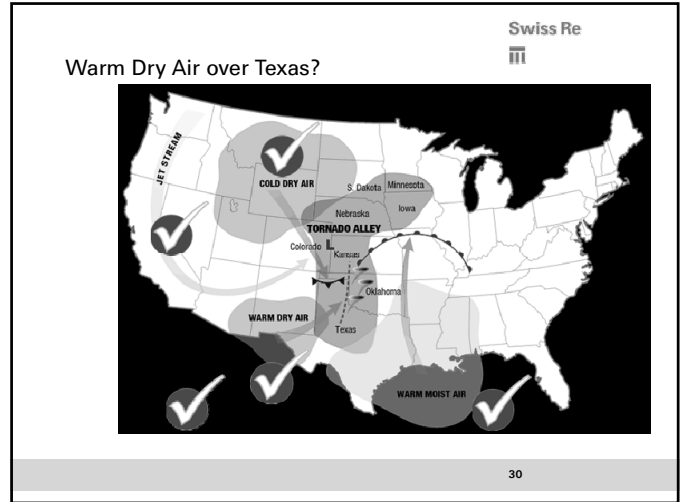 Swiss Re
Warm Dry Air over Texas?
JET STREAM
COLD DRY AIR
S. Dakota
Minnesota
Nebraska
Iowa
TORNADO ALLEY
Colorado
L
Kansas
Oklahoma
WARM DRY AIR
Texas
WARM MOIST AIR
30